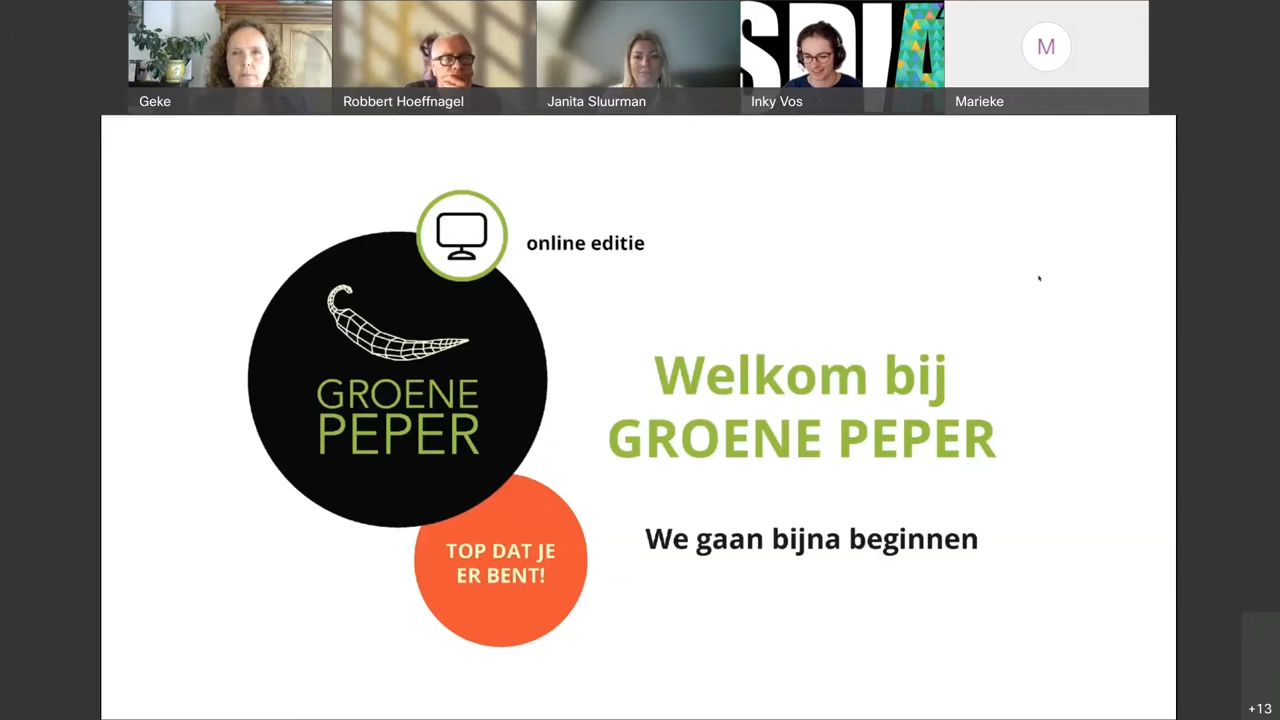 SDIA
Geke
Robbert Hoeffnagel
Janita Sluurman
Inky Vos
M
Marieke
online editie
GROENE
PEPER
Welkom bij
GROENE PEPER
We gaan bijna beginnen
TOP DAT JE
ER BENT!
+13